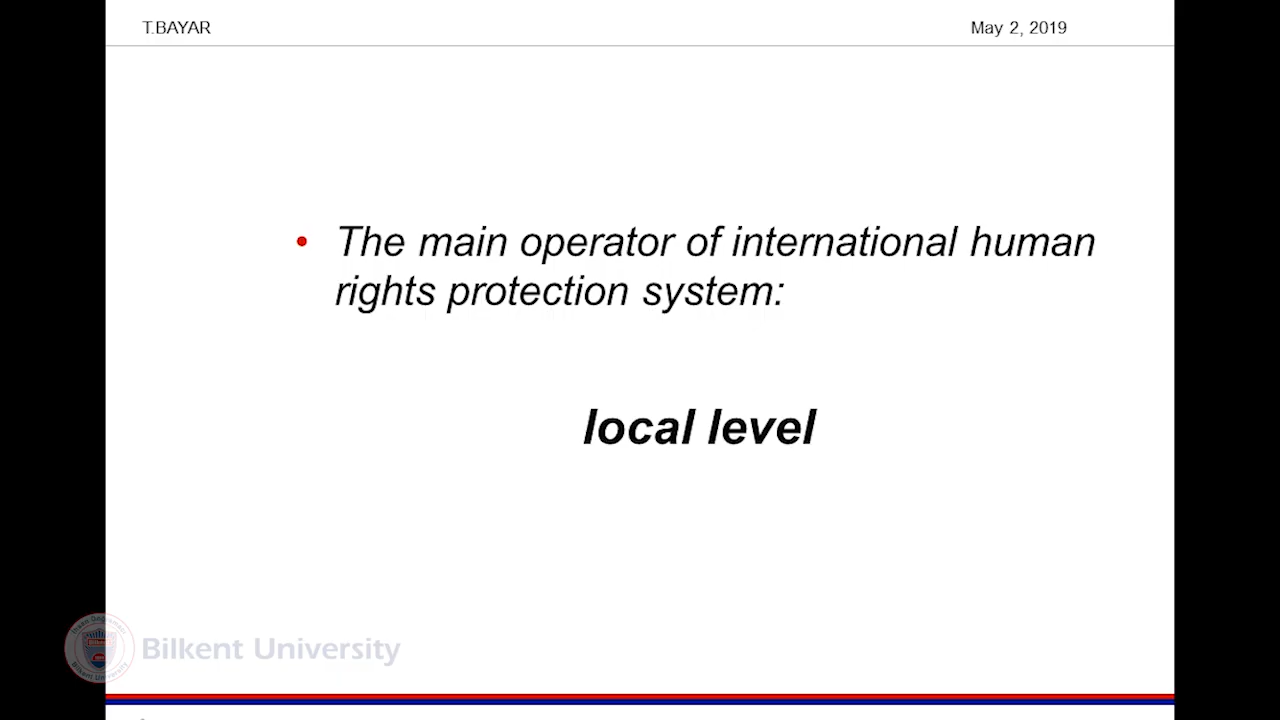 T.BAYAR
May 2, 2019
• The main operator of international human
rights protection system:
local level
Bilkent University